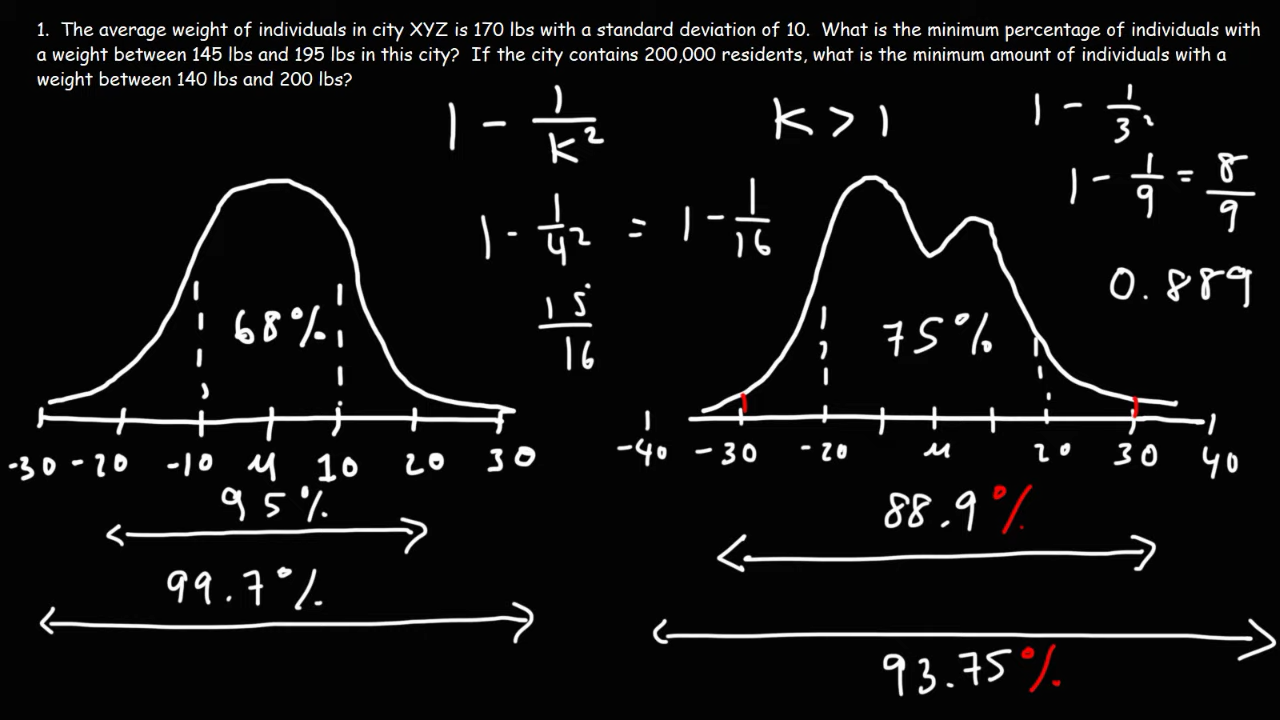 1. The average weight of individuals in city XYZ is 170 lbs with a standard deviation of 10. What is the minimum percentage of individuals with
a weight between 145 lbs and 195 lbs in this city? If the city contains 200,000 residents, what is the minimum amount of individuals with a
weight between 140 lbs and 200 lbs?
1 - 1/K²
K > 1
1 - 1/3²
1 - 1/9 = 8/9
1 - 1/4² = 1 - 1/16
0.889
15/16
68%
75%
-30 -20 -10 μ 10 20 30
-40 -30 -20 μ 20 30 40
95%
88.9%
99.7%
93.75%